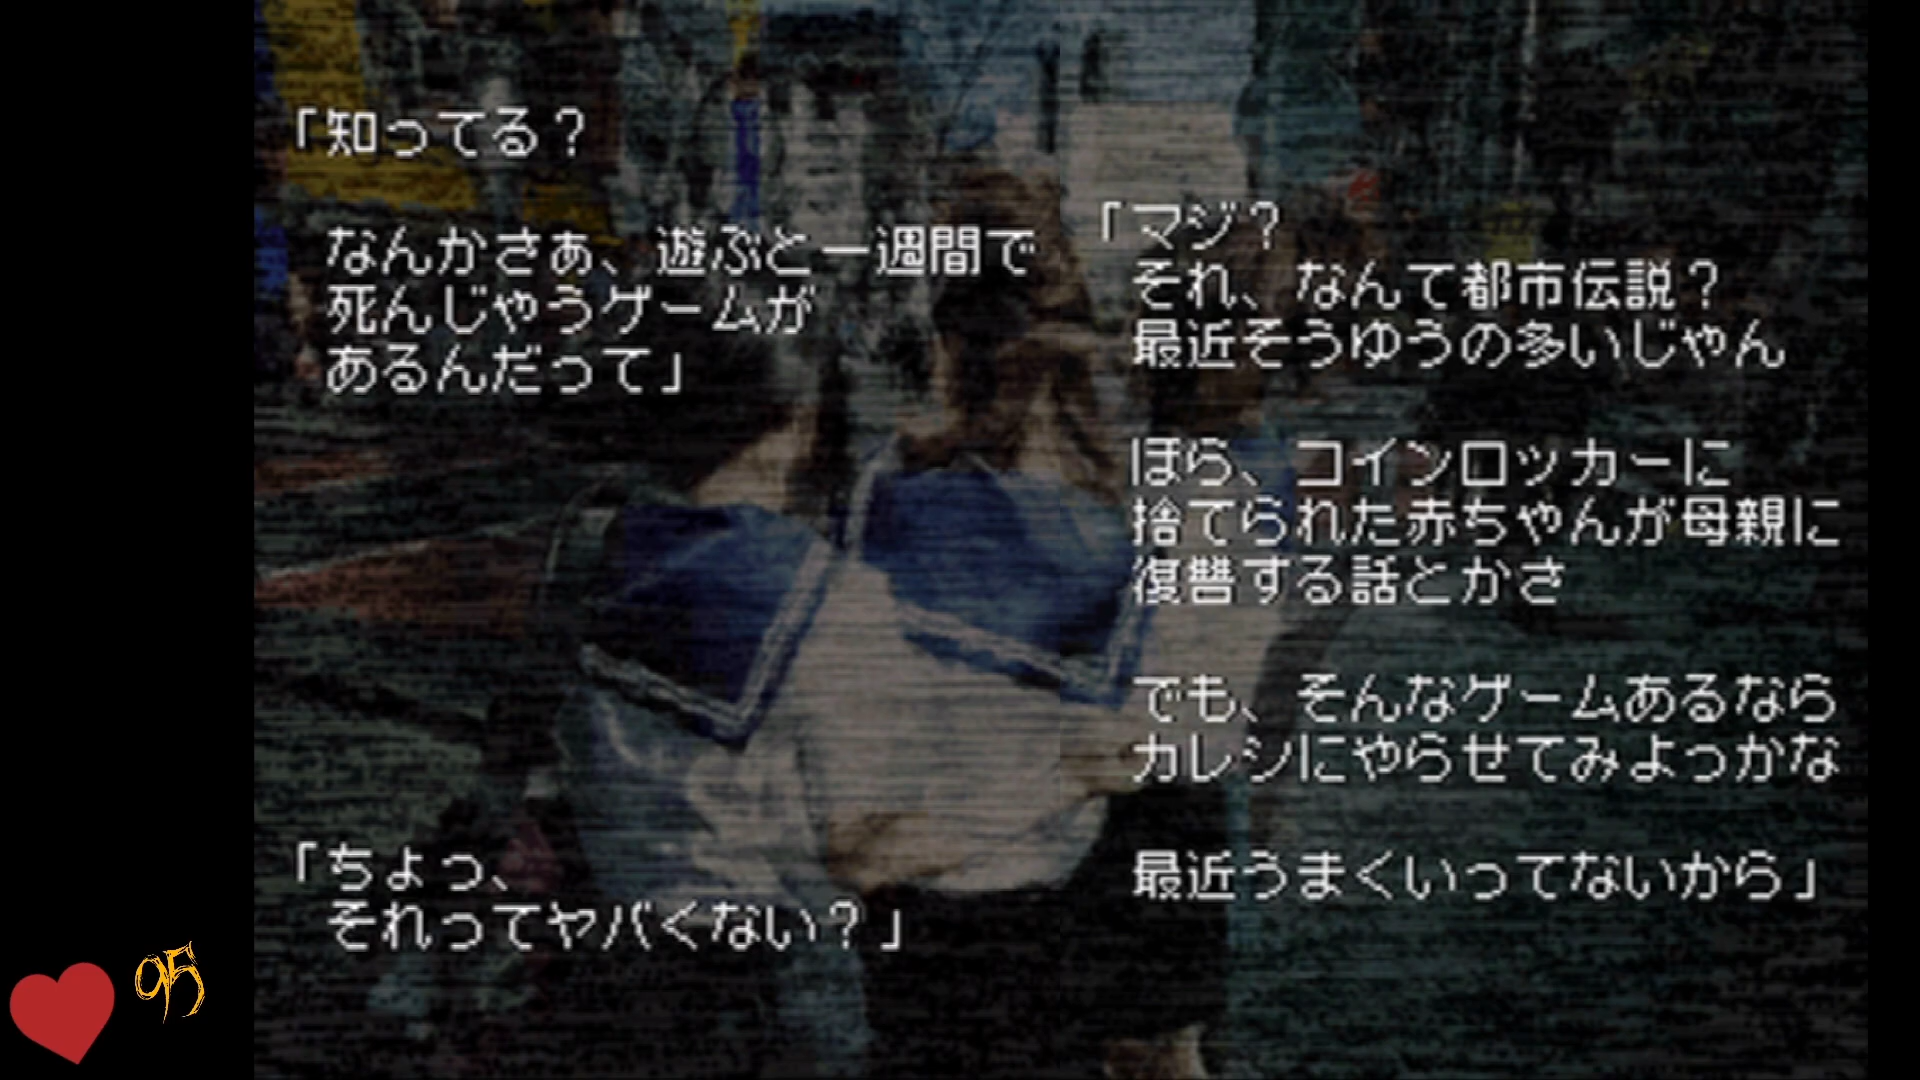 「知ってる？
なんかさぁ、遊ぶと一週間で
死んじゃうゲームが
あるんだって」
「ちょっ、
それってヤバくない？」
「マジ？
それ、なんて都市伝説？
最近そうゆうの多いじゃん
ほら、コインロッカーに
捨てられた赤ちゃんが母親に
復讐する話とかさ
でも、そんなゲームあるなら
カレシにやらせてみよっかな
最近うまくいってないから」
95